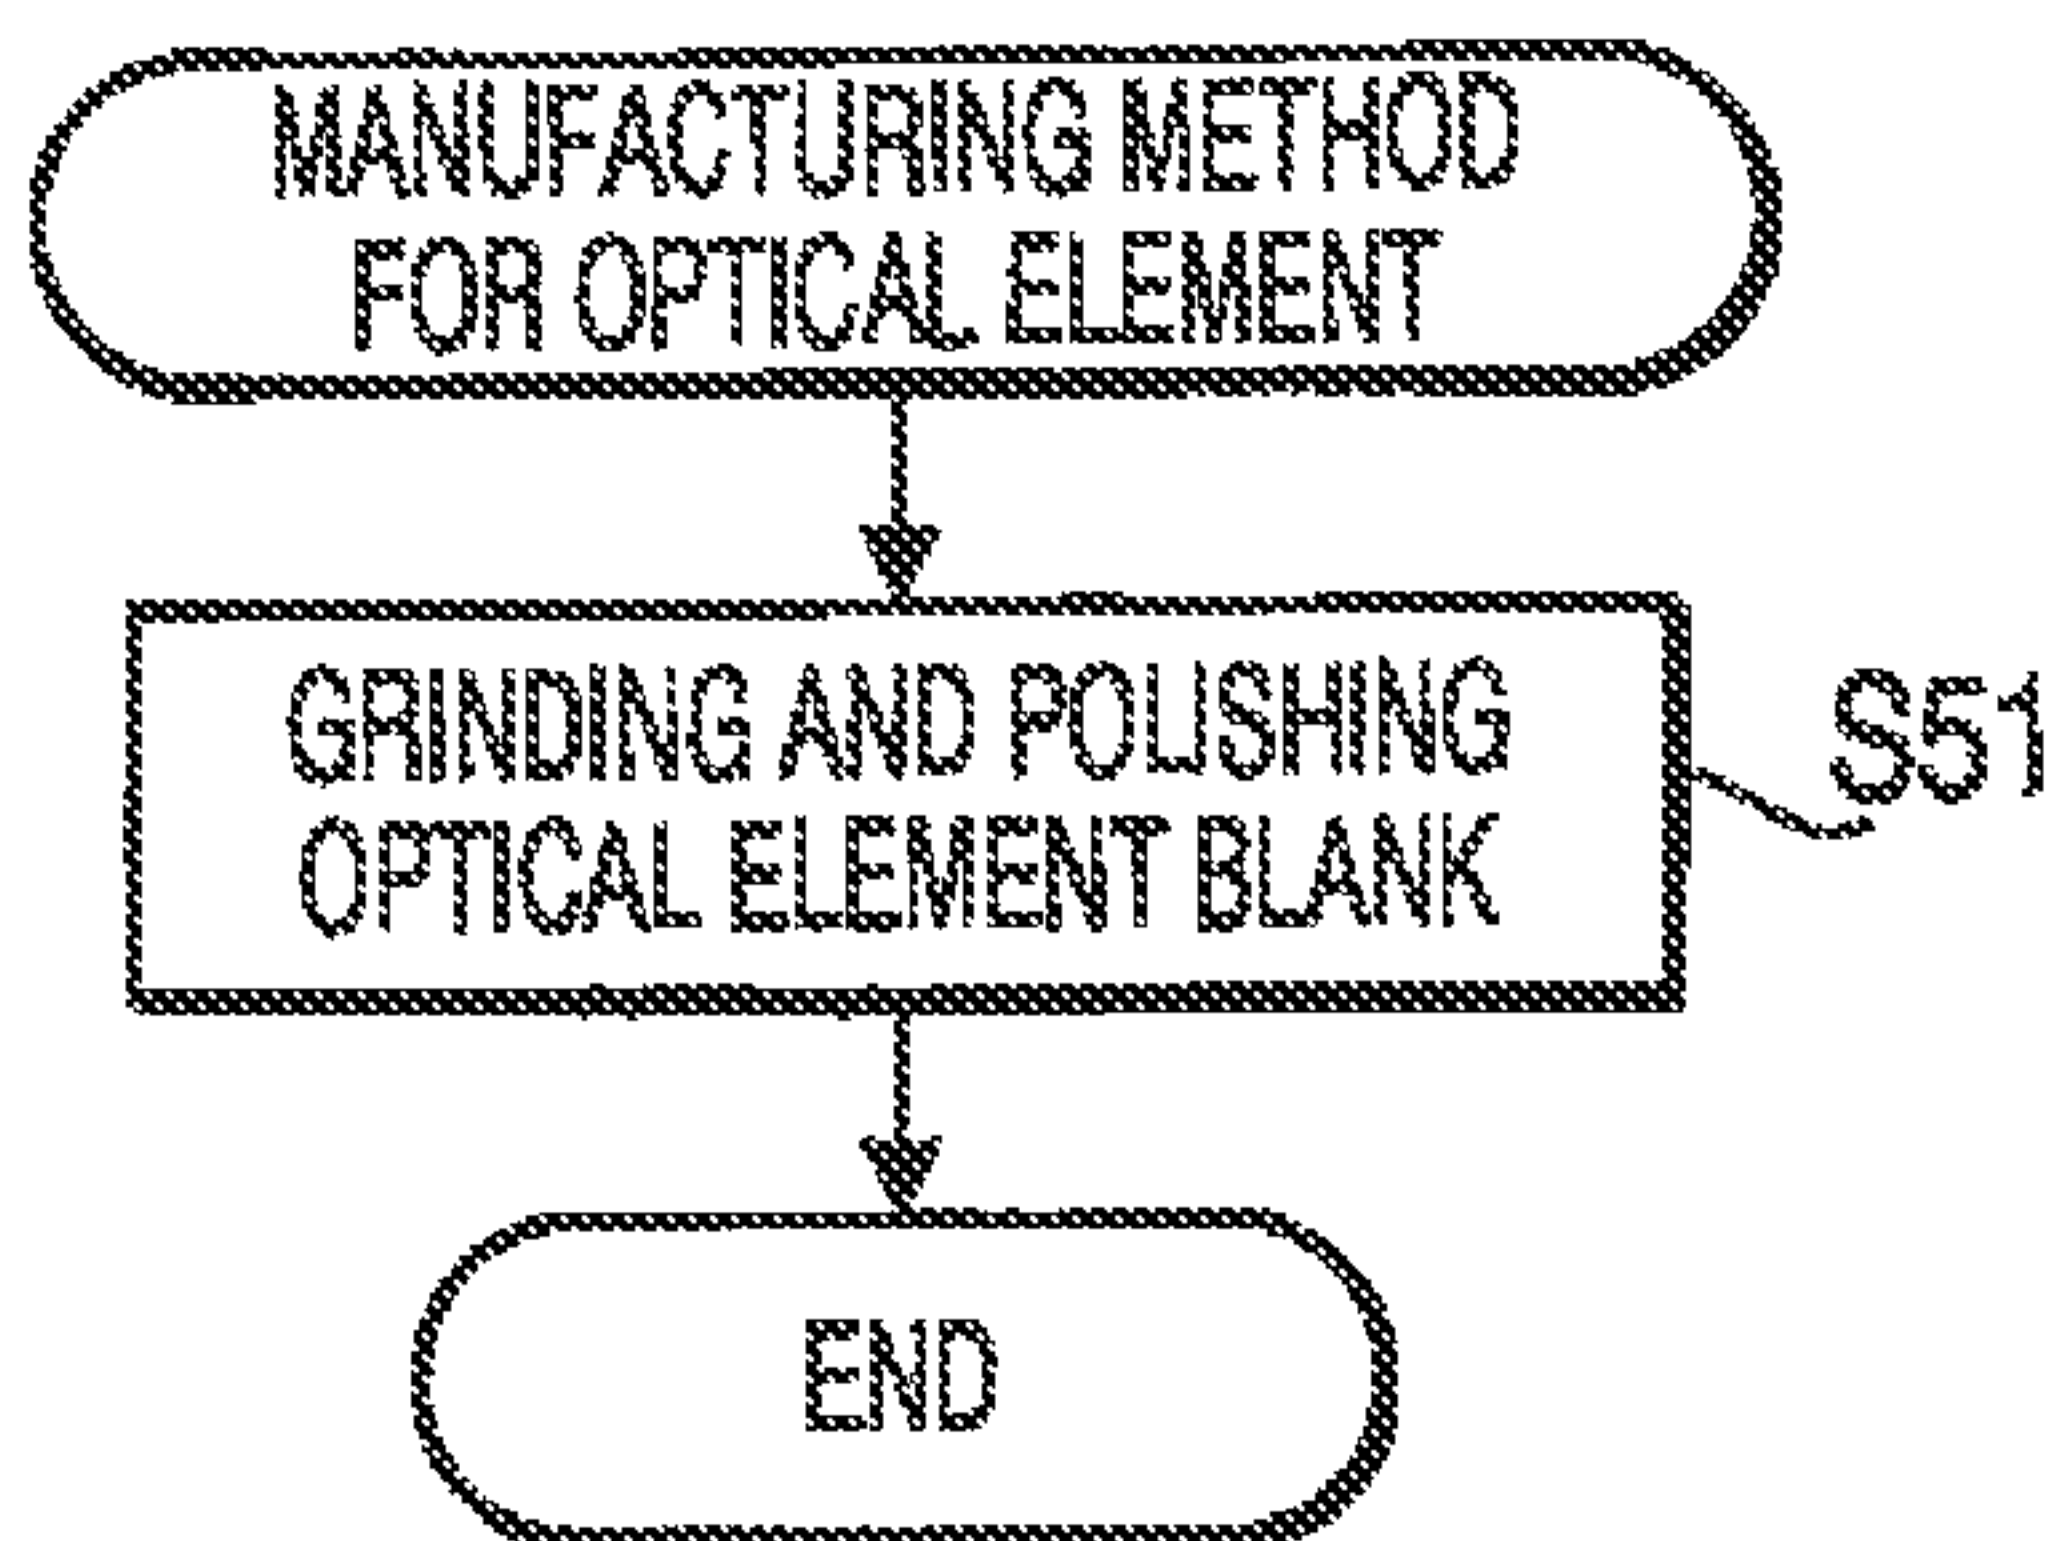 MANUFACTURING METHOD
FOR OPTICAL ELEMENT
GRINDING AND POLISHING
OPTICAL ELEMENT BLANK
S51
END